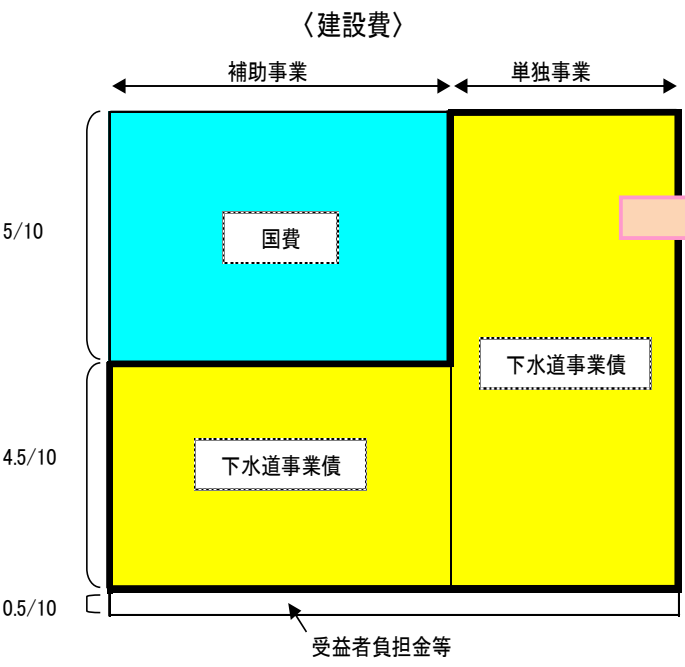 〈建設費〉
補助事業
単独事業
5/10
国費
下水道事業債
4.5/10
下水道事業債
0.5/10
受益者負担金等